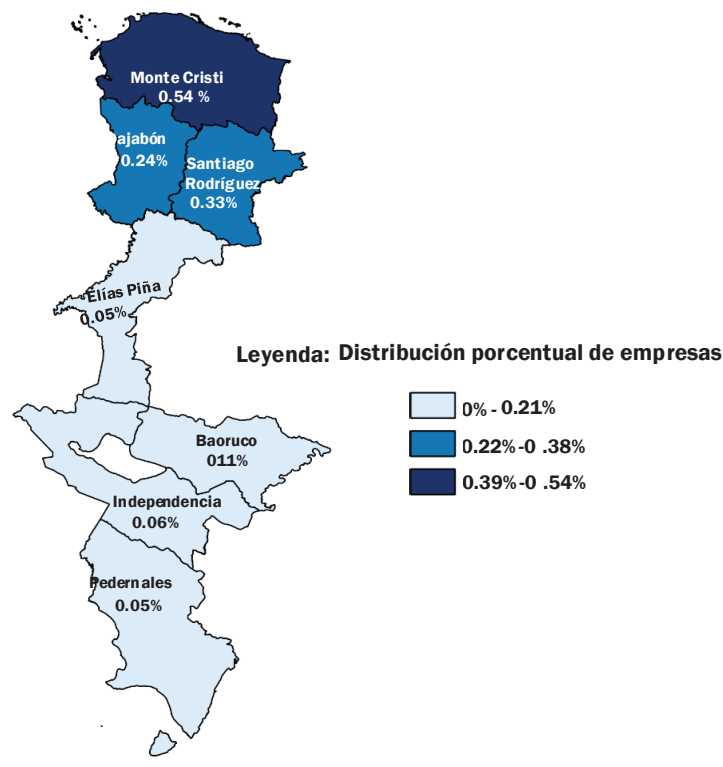 Monte Cristi
0.54 %
ajabón
0.24%
Santiago
Rodríguez
0.33%
Elías Piña
0.05%
Leyenda: Distribución porcentual de empresas
0% - 0.21%
0.22%-0 .38%
0.39%-0 .54%
Baoruco
011%
Independencia
0.06%
Pedernales
0.05%